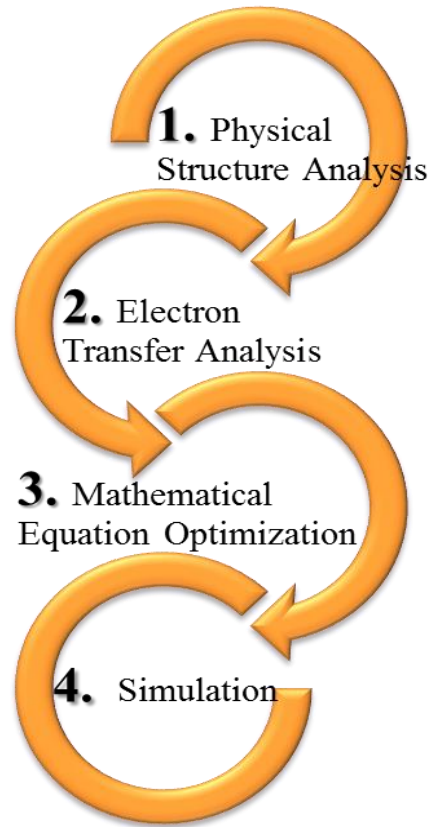 1. Physical
Structure Analysis
2. Electron
Transfer Analysis
3. Mathematical
Equation Optimization
4. Simulation